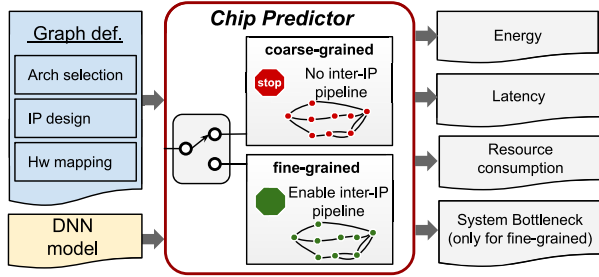 Graph def.
Arch selection
IP design
Hw mapping
DNN
model
Chip Predictor
coarse-grained
stop
No inter-IP
pipeline
fine-grained
Enable inter-IP
pipeline
Energy
Latency
Resource
consumption
System Bottleneck
(only for fine-grained)